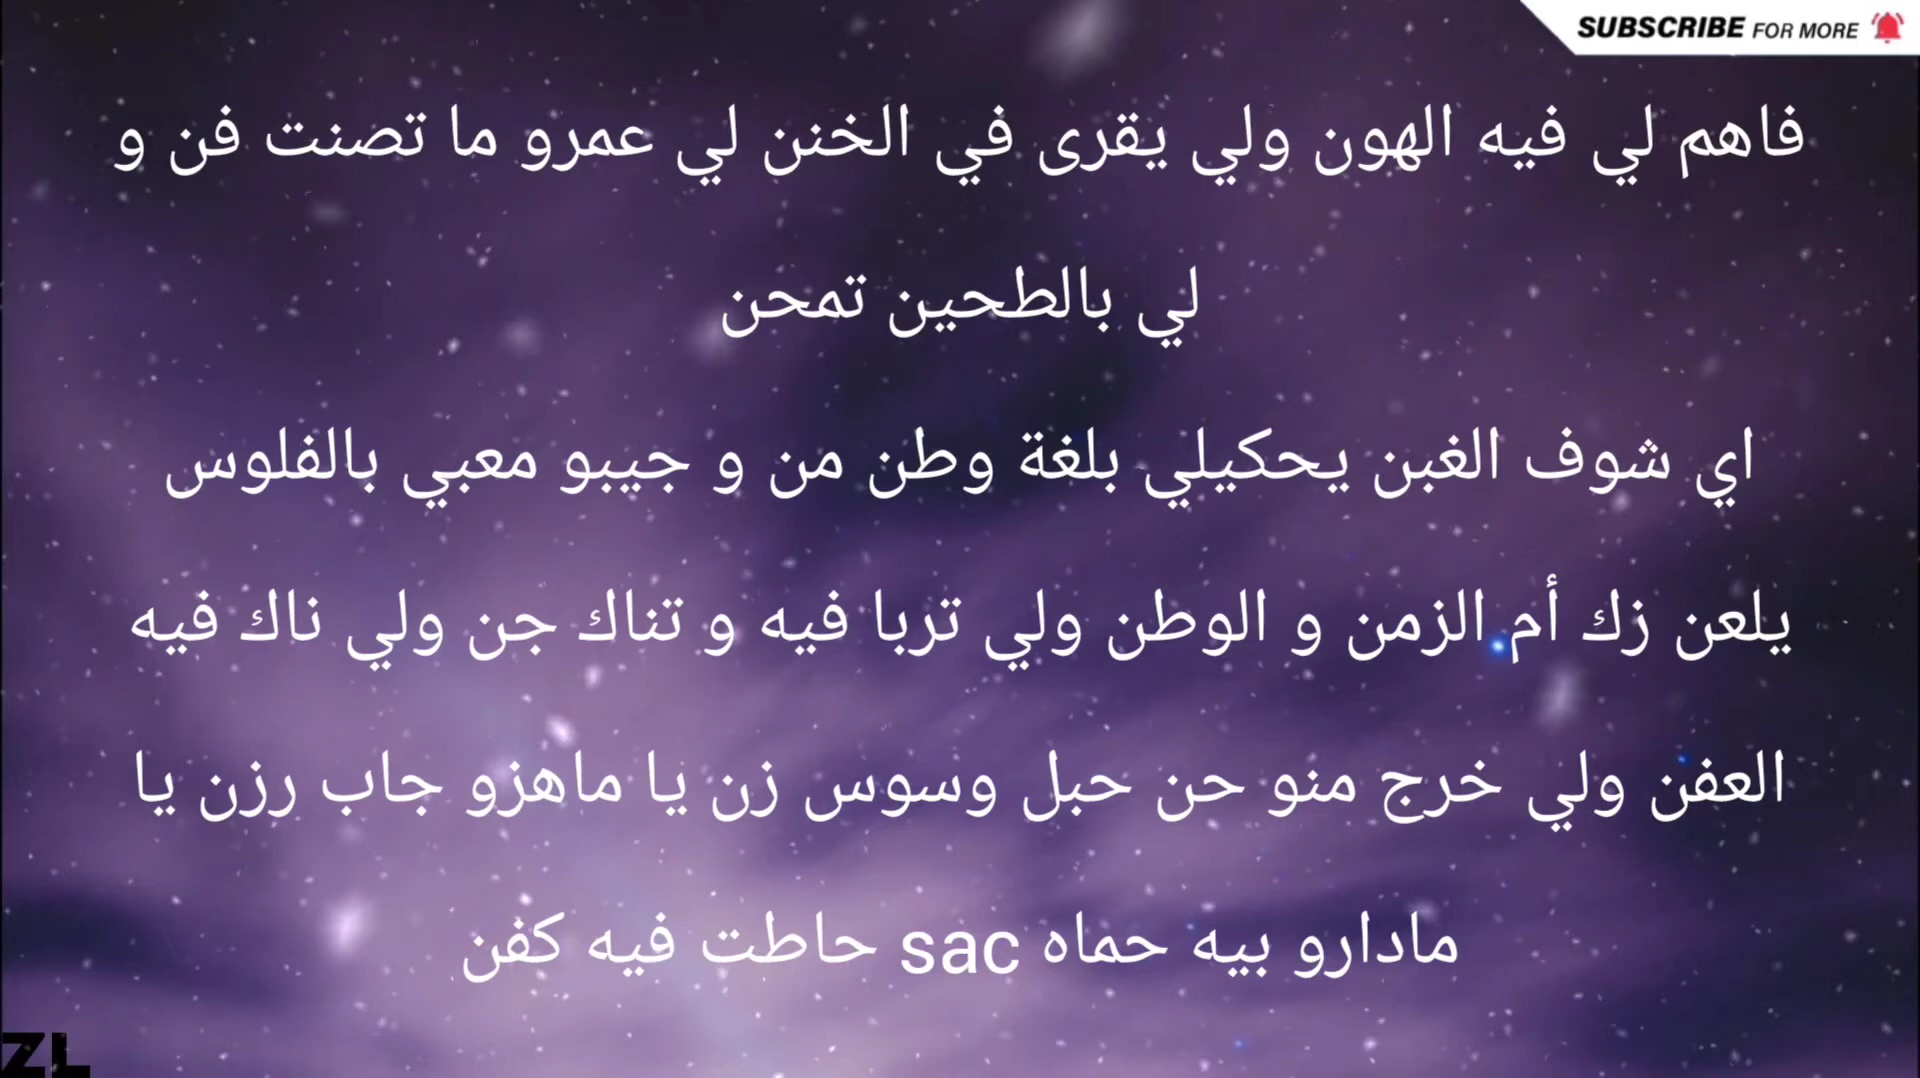 SUBSCRIBE FOR MORE
فاهم لي فيه الهون ولي يقرى في الخنن لي عمرو ما تصنت فن و
لي بالطحين تمحن
اي شوف الغبن يحكيلي بلغة وطن من و جيبو معبي بالفلوس
يلعن زك أم الزمن و الوطن ولي تربا فيه و تناك جن ولي ناك فيه
العفن ولي خرج منو حن حبل وسوس زن يا ماهزو جاب رزن يا
مادارو بيه حماه sac حاطت فيه كفن
ZL